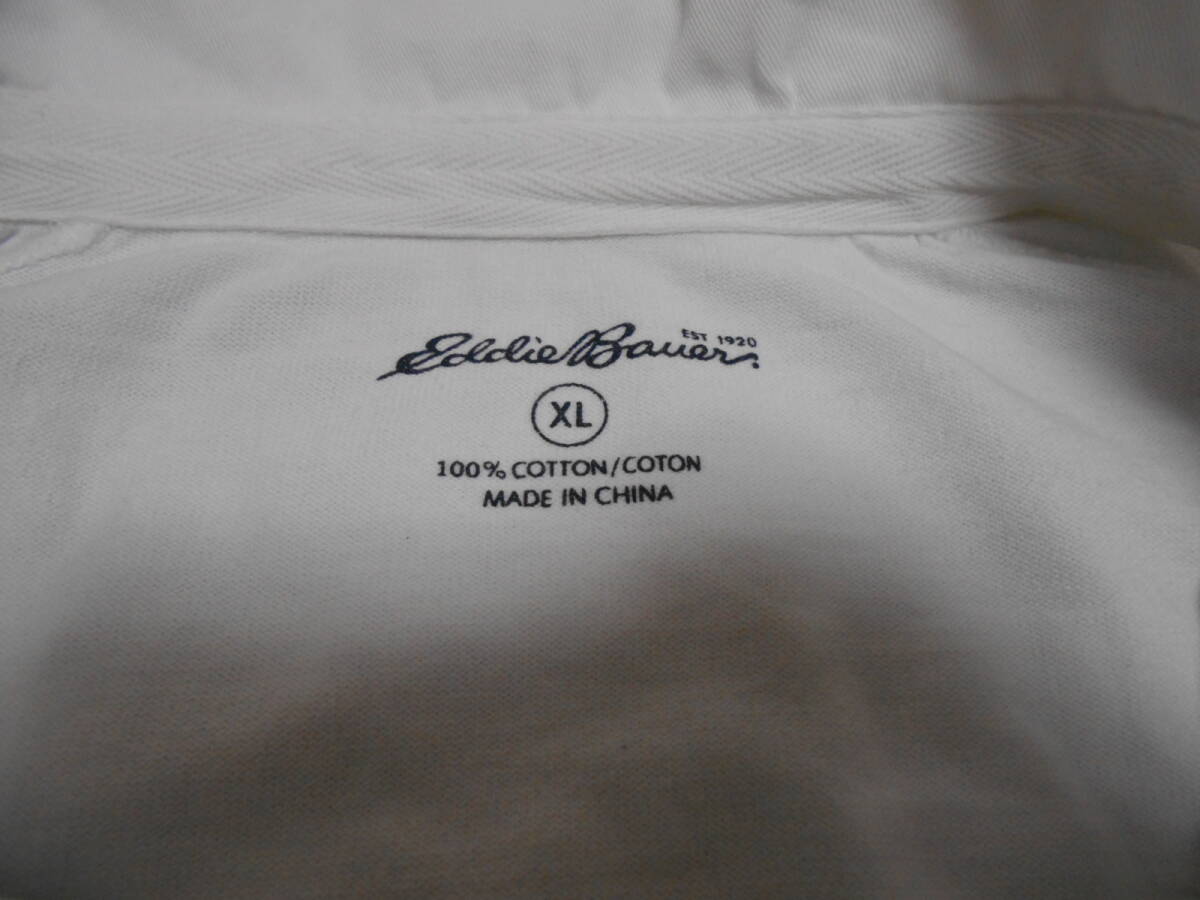 Eddie Bauer
EST 1920
XL
100% COTTON/COTON
MADE IN CHINA